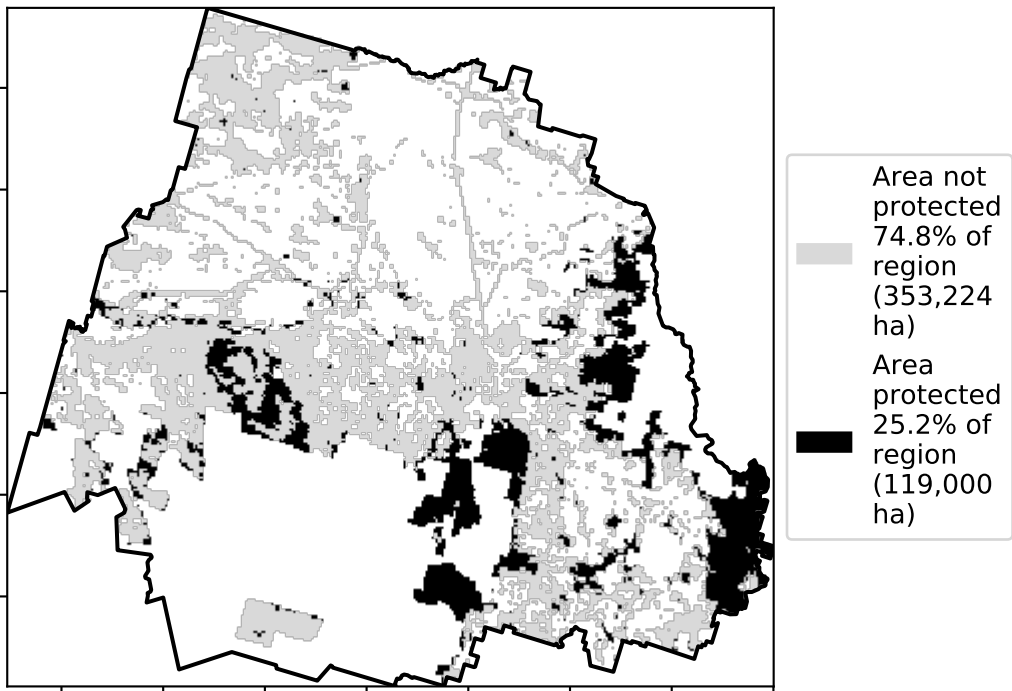 Area not
protected
74.8% of
region
(353,224
ha)
Area
protected
25.2% of
region
(119,000
ha)